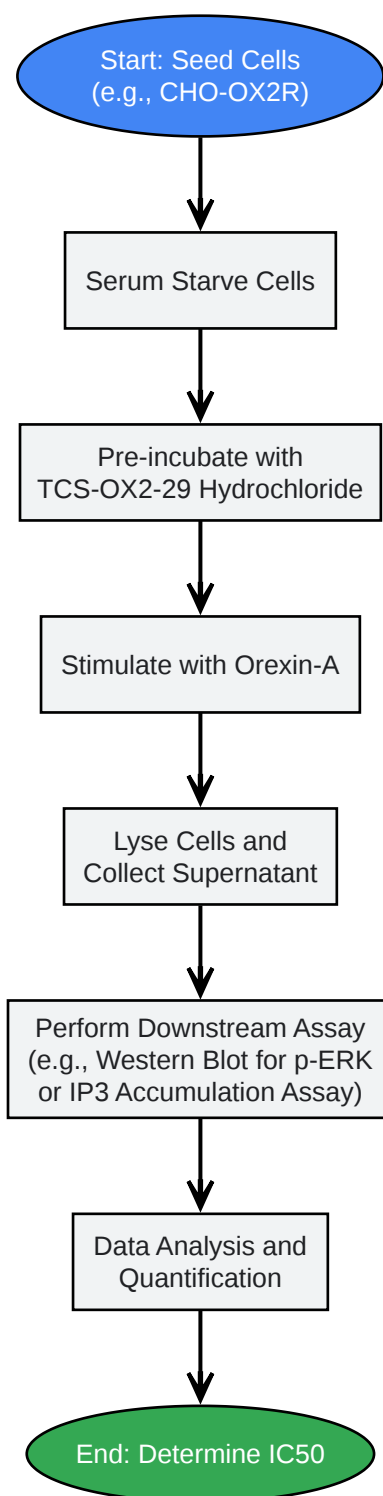 Start: Seed Cells
(e.g., CHO-OX2R)
Serum Starve Cells
Pre-incubate with
TCS-OX2-29 Hydrochloride
Stimulate with Orexin-A
Lyse Cells and
Collect Supernatant
Perform Downstream Assay
(e.g., Western Blot for p-ERK
or IP3 Accumulation Assay)
Data Analysis and
Quantification
End: Determine IC50